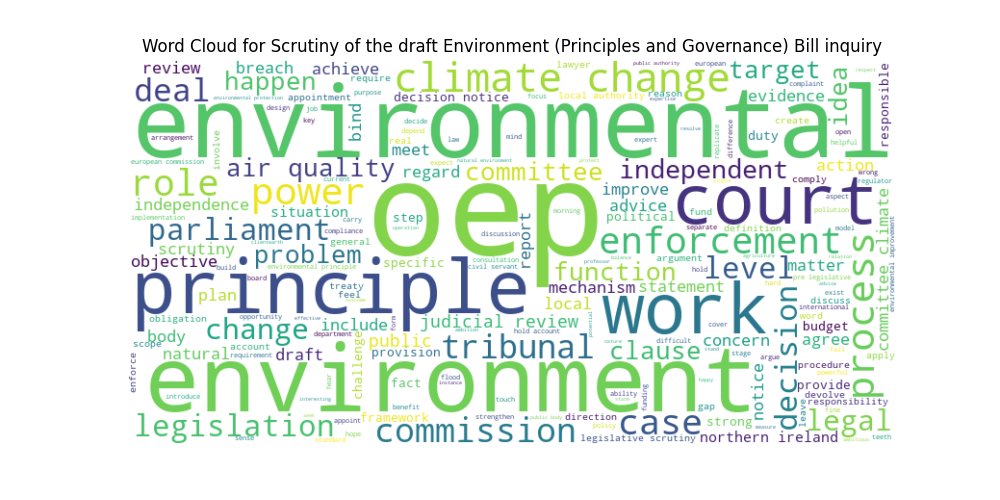 Word Cloud for Scrutiny of the draft Environment (Principles and Governance) Bill inquiry
review
breach
achieve
lawyer
public authority
european
target
idea
responsible
deal
happen
require
purpose
climate change
complaint
environmental protection
appointment
decision notice
focus
local authority
reason
expertise
evidence
design
job
key
bind
decide
depend
real
law
mind
expert
resolve
replicate
difference
create
duty
open
helpful
arrangement
environmental
involve
meet
european commission
air quality
regard
expect
natural environment
committee
protect
independent
action
wrong
comply
regulator
role
current
power
oep
improve
court
aspect
independence
situation
carry
step
advice
political
fund
pollution
implementation
compliance
operation
morning
separate
definition
model
parliament
general
discussion
report
enforcement
process
committee climate
environmental improvement
scrutiny
problem
specific
consultation
argument
objective
build
environmental principle
civil servant
professor
balance
function
hold
level
matter
pre legislative
advise
board
treaty
feel
mechanism
statement
hard
exist
discuss
international
plan
principle
local
work
decision
obligation
opportunity
effective
department
form
include
judicial review
potential
cover
word
budget
body
account
change
public
ambition
hold account
difficult
concern
stage
agree
scope
natural
requirement
draft
challenge
provision
tribunal
nature
clause
argue
procedure
apply
enforce
fact
flood
instance
ability
funding
gap
happy
notice
provide
powerful
devolve
introduce
interesting
environment
benefit
touch
leave
responsibility
legislation
appoint
framework
strengthen
public body
direction
case
strong
measure
legal
sense
hope
standard
commission
policy
legislative scrutiny
northern ireland
ambitious
teeth